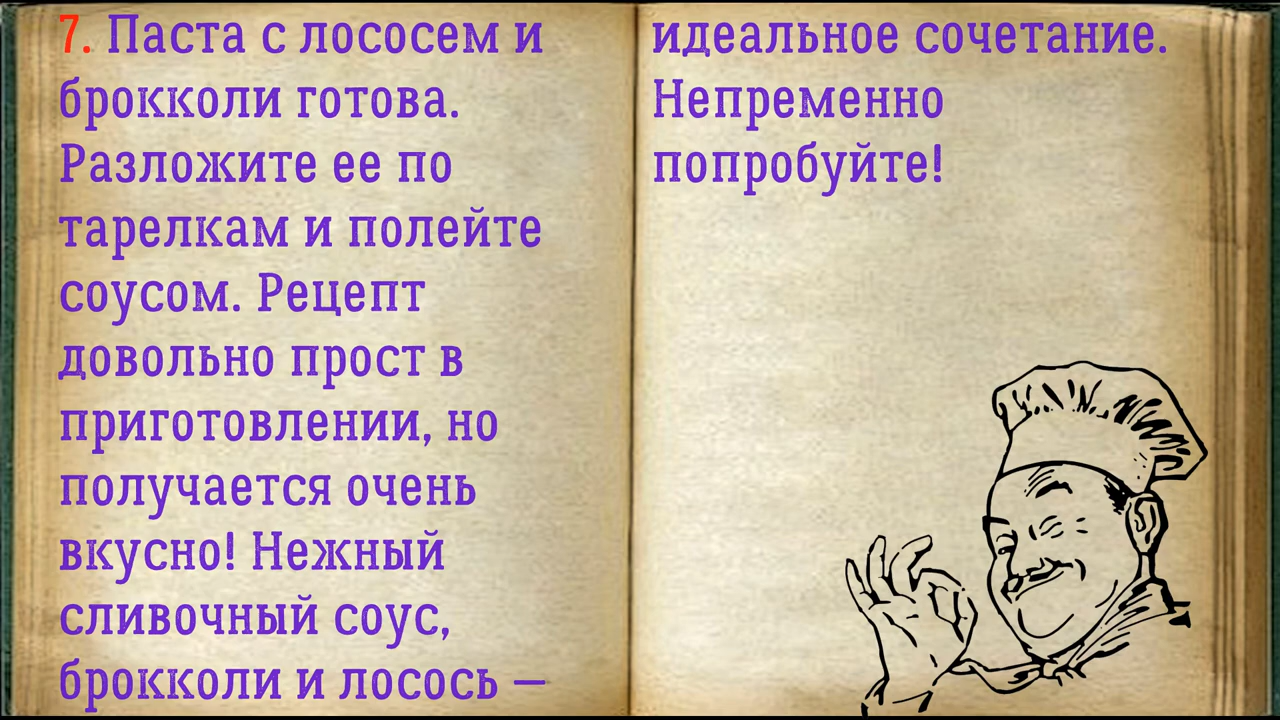 7. Паста с лососем и
брокколи готова.
Разложите ее по
тарелкам и полейте
соусом. Рецепт
довольно прост в
приготовлении, но
получается очень
вкусно! Нежный
сливочный соус,
брокколи и лосось –
идеальное сочетание.
Непременно
попробуйте!